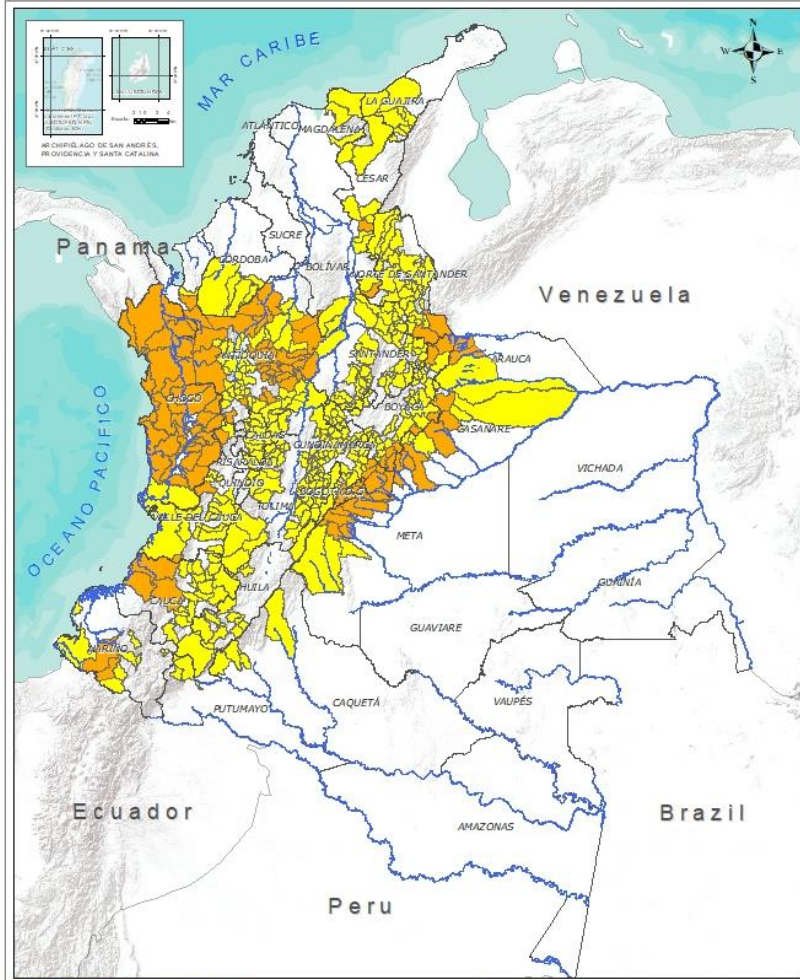 N
W E
S
MAR CARIBE
ARCHIPIÉLAGO DE SAN ANDRÉS,
PROVIDENCIA Y SANTA CATALINA
LA GUAJIRA
ATLÁNTICO
MAGDALENA
CESAR
Panama
SUCRE
CÓRDOBA
BOLÍVAR
NORTE DE SANTANDER
Venezuela
ANTIOQUIA
SANTANDER
ARAUCA
CHOCÓ
BOYACÁ
OCEANO PACIFICO
CALDAS
CUNDINAMARCA
CASANARE
RISARALDA
VICHADA
QUINDÍO
BOGOTÁ, D.C.
TOLIMA
VALLE DEL CAUCA
META
HUILA
GUAINÍA
CAUCA
GUAVIARE
NARIÑO
PUTUMAYO
CAQUETÁ
VAUPÉS
Ecuador
Brazil
AMAZONAS
Peru